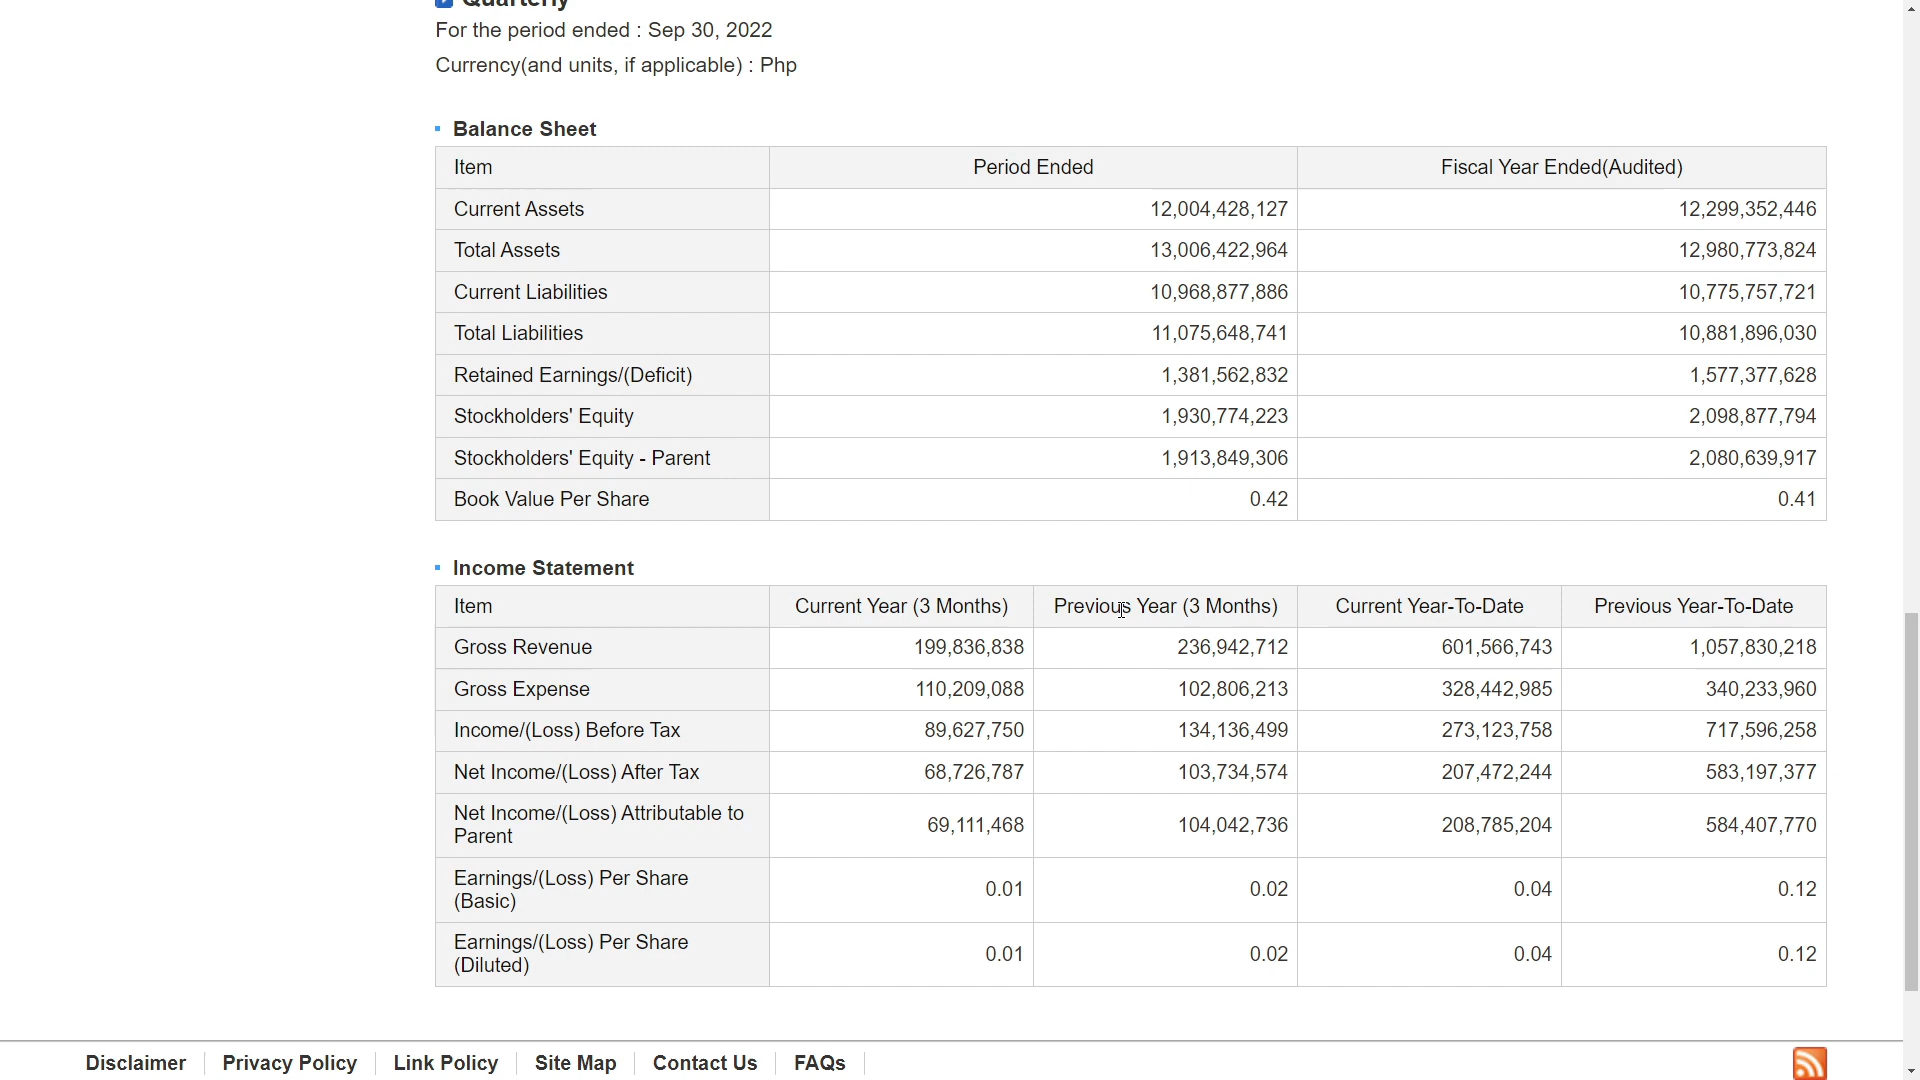 Quarterly
For the period ended : Sep 30, 2022
Currency(and units, if applicable) : Php
Balance Sheet
Item Period Ended Fiscal Year Ended(Audited)
Current Assets 12,004,428,127 12,299,352,446
Total Assets 13,006,422,964 12,980,773,824
Current Liabilities 10,968,877,886 10,775,757,721
Total Liabilities 11,075,648,741 10,881,896,030
Retained Earnings/(Deficit) 1,381,562,832 1,577,377,628
Stockholders' Equity 1,930,774,223 2,098,877,794
Stockholders' Equity - Parent 1,913,849,306 2,080,639,917
Book Value Per Share 0.42 0.41
Income Statement
Item Current Year (3 Months) Previous Year (3 Months) Current Year-To-Date Previous Year-To-Date
Gross Revenue 199,836,838 236,942,712 601,566,743 1,057,830,218
Gross Expense 110,209,088 102,806,213 328,442,985 340,233,960
Income/(Loss) Before Tax 89,627,750 134,136,499 273,123,758 717,596,258
Net Income/(Loss) After Tax 68,726,787 103,734,574 207,472,244 583,197,377
Net Income/(Loss) Attributable to
Parent 69,111,468 104,042,736 208,785,204 584,407,770
Earnings/(Loss) Per Share
(Basic) 0.01 0.02 0.04 0.12
Earnings/(Loss) Per Share
(Diluted) 0.01 0.02 0.04 0.12
Disclaimer Privacy Policy Link Policy Site Map Contact Us FAQs